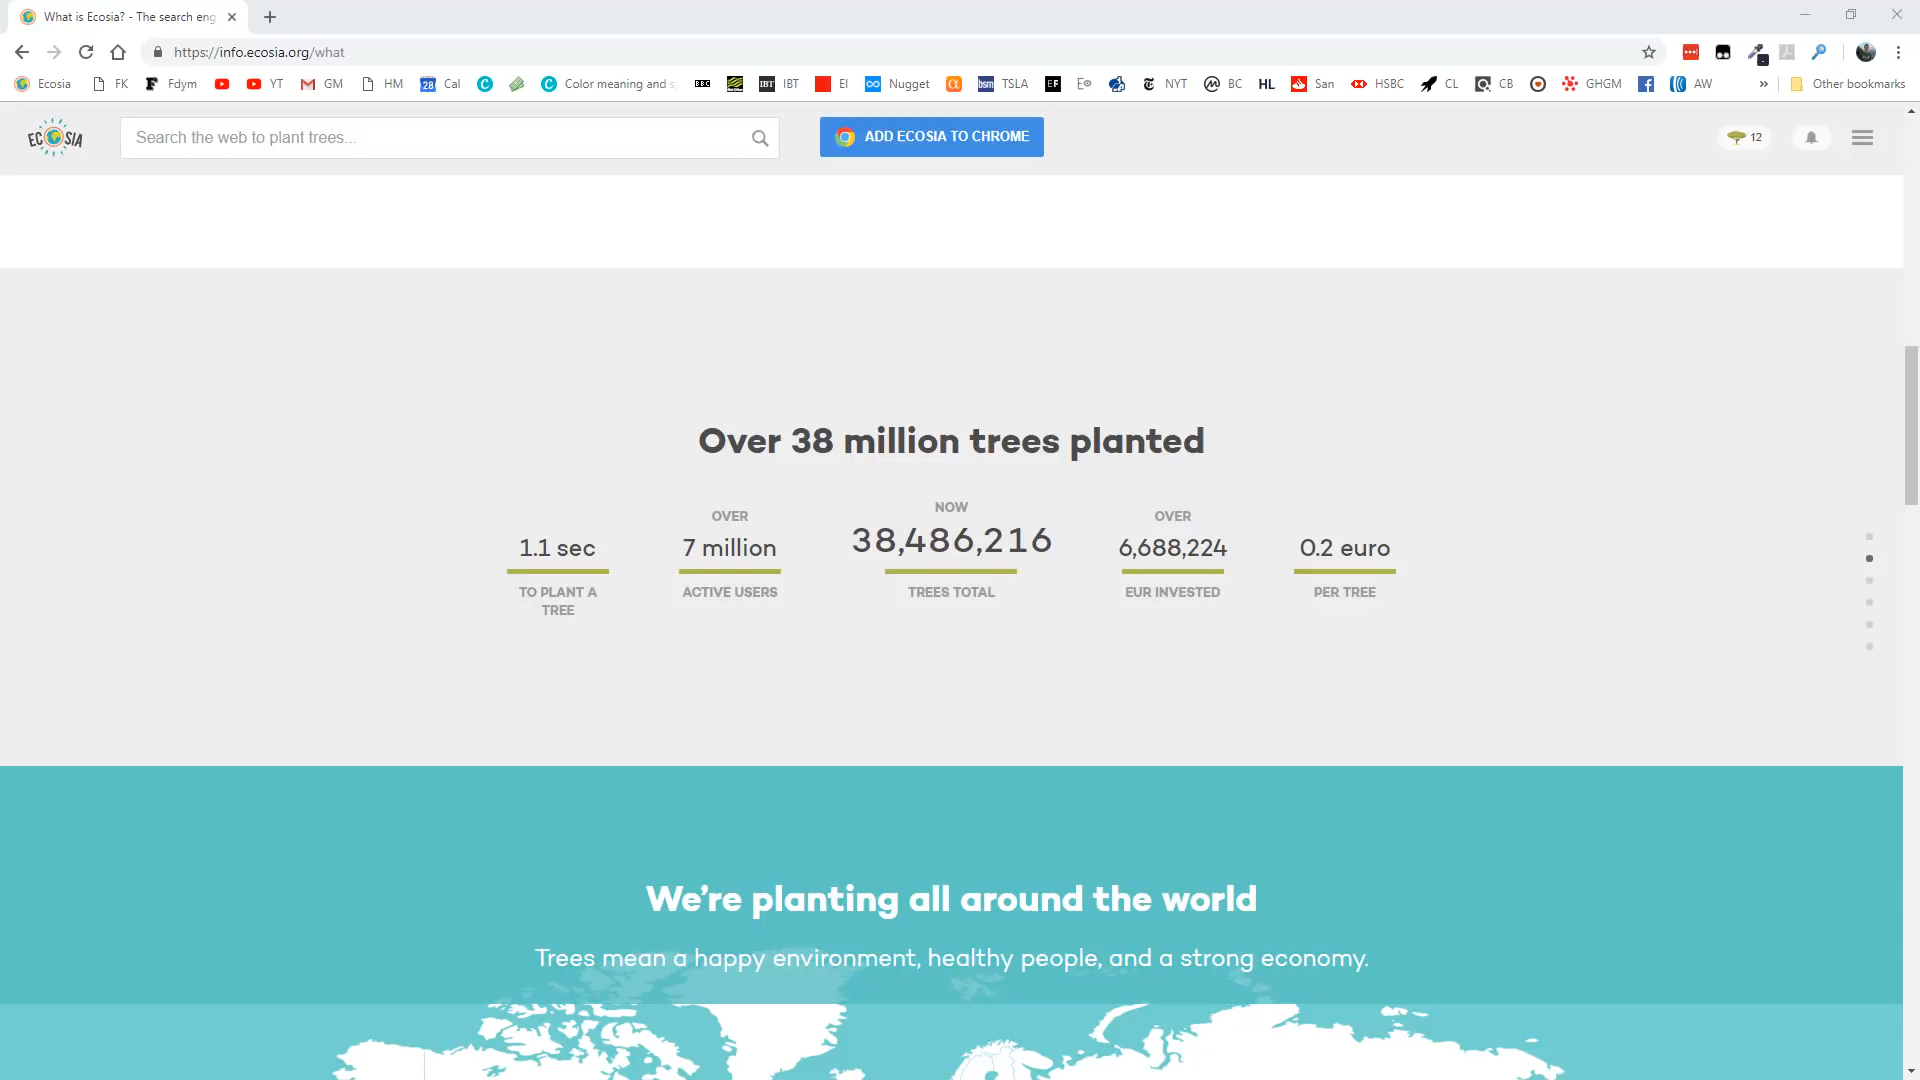 What is Ecosia? - The search eng
https://info.ecosia.org/what
Ecosia FK Fdym YT GM HM 28 Cal Color meaning and s BBC IBT IBT EI Nugget bsm TSLA EF NYT BC HL San HSBC CL CB GHGM AW » Other bookmarks
ECOSIA
Search the web to plant trees...
ADD ECOSIA TO CHROME
12
Over 38 million trees planted
1.1 sec
TO PLANT A
TREE
OVER
7 million
ACTIVE USERS
NOW
38,486,216
TREES TOTAL
OVER
6,688,224
EUR INVESTED
0.2 euro
PER TREE
We're planting all around the world
Trees mean a happy environment, healthy people, and a strong economy.